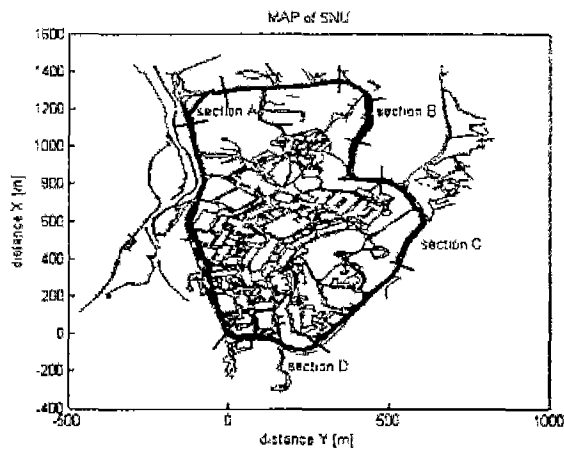 MAP of SNU
1600
1400
1200
1000
800
600
400
200
0
-200
-400
distance X [m]
section A
section B
section C
section D
-500
0
500
1000
distance Y [m]